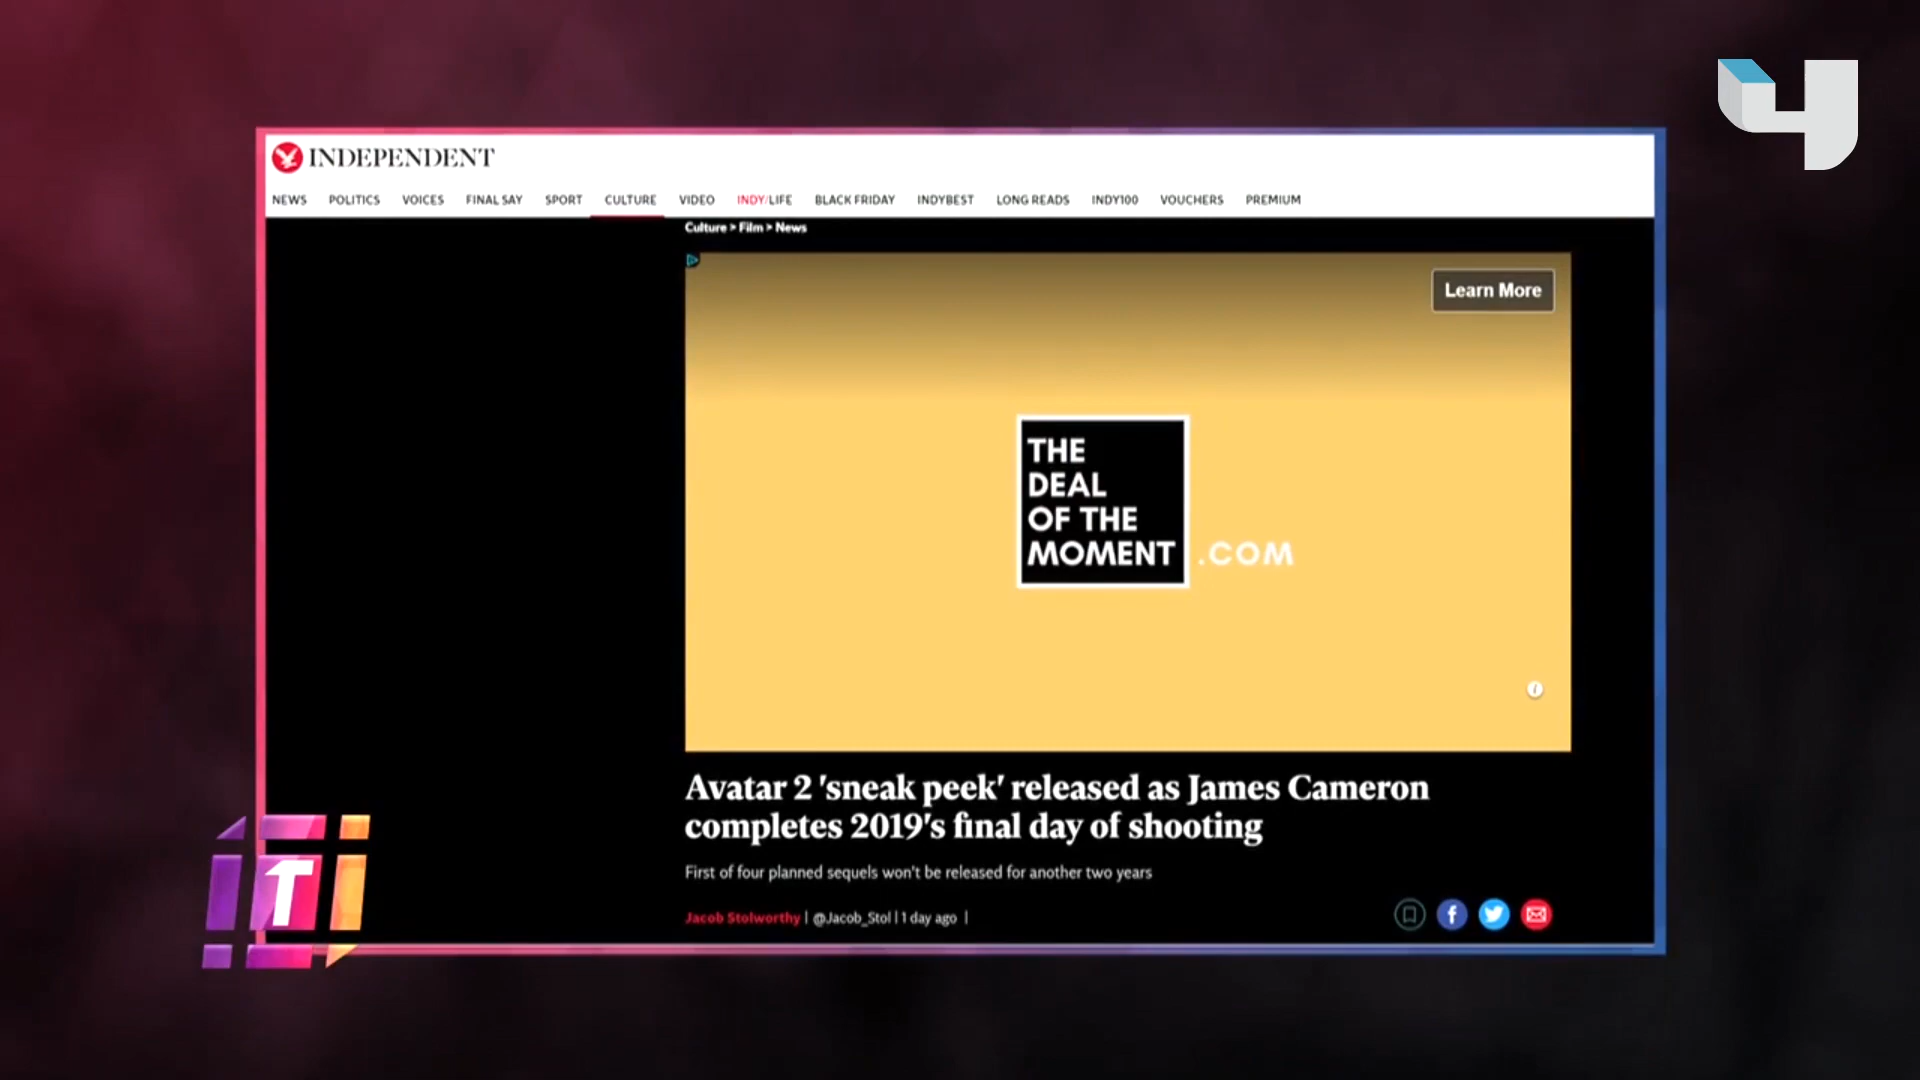 INDEPENDENT
NEWS POLITICS VOICES FINAL SAY SPORT CULTURE VIDEO INDY/LIFE BLACK FRIDAY INDYBEST LONG READS INDY100 VOUCHERS PREMIUM
Culture > Film > News
Learn More
THE
DEAL
OF THE
MOMENT .COM
Avatar 2 'sneak peek' released as James Cameron
completes 2019's final day of shooting
First of four planned sequels won't be released for another two years
Jacob Stolworthy | @Jacob_Stol | 1 day ago |
T
4